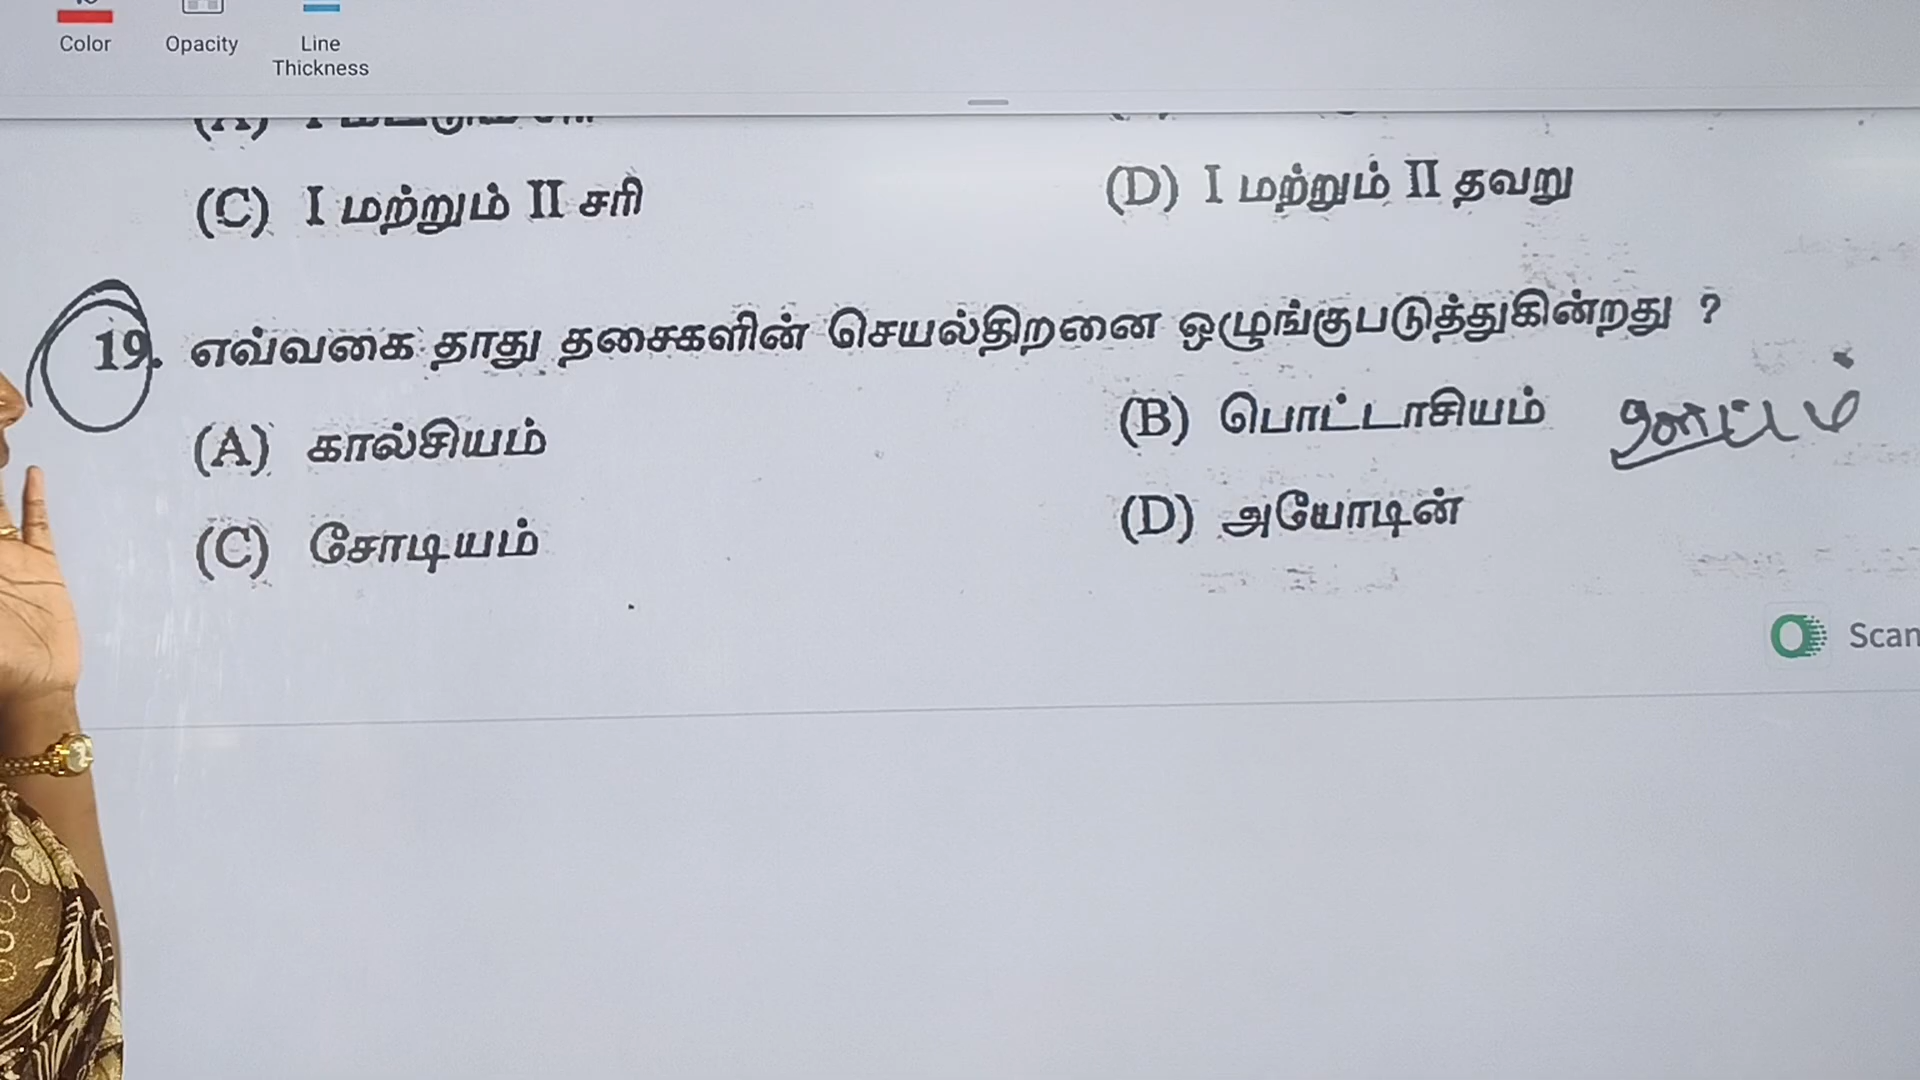 Color Opacity Line
Thickness
(C) I மற்றும் II சரி (D) I மற்றும் II தவறு
19. எவ்வகை தாது தசைகளின் செயல்திறனை ஒழுங்குபடுத்துகின்றது ?
(A) கால்சியம் (B) பொட்டாசியம்
(C) சோடியம் (D) அயோடின்
Scan